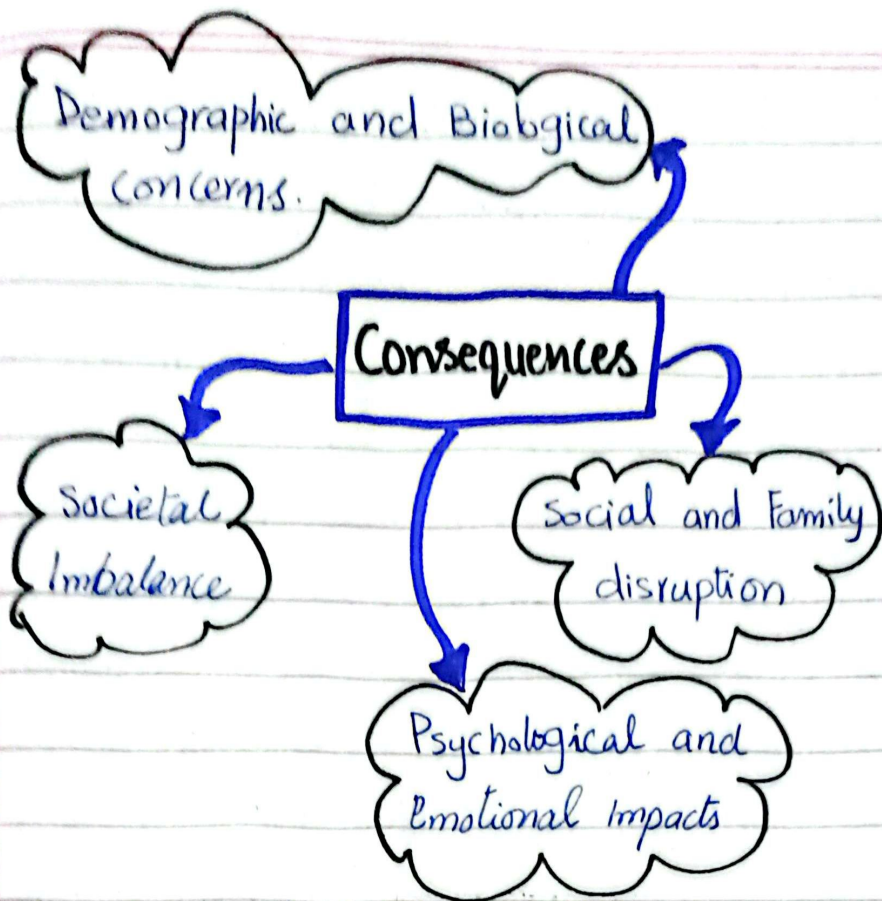 Demographic and Biological
concerns.
Consequences
Societal
Imbalance
Social and Family
disruption
Psychological and
Emotional Impacts